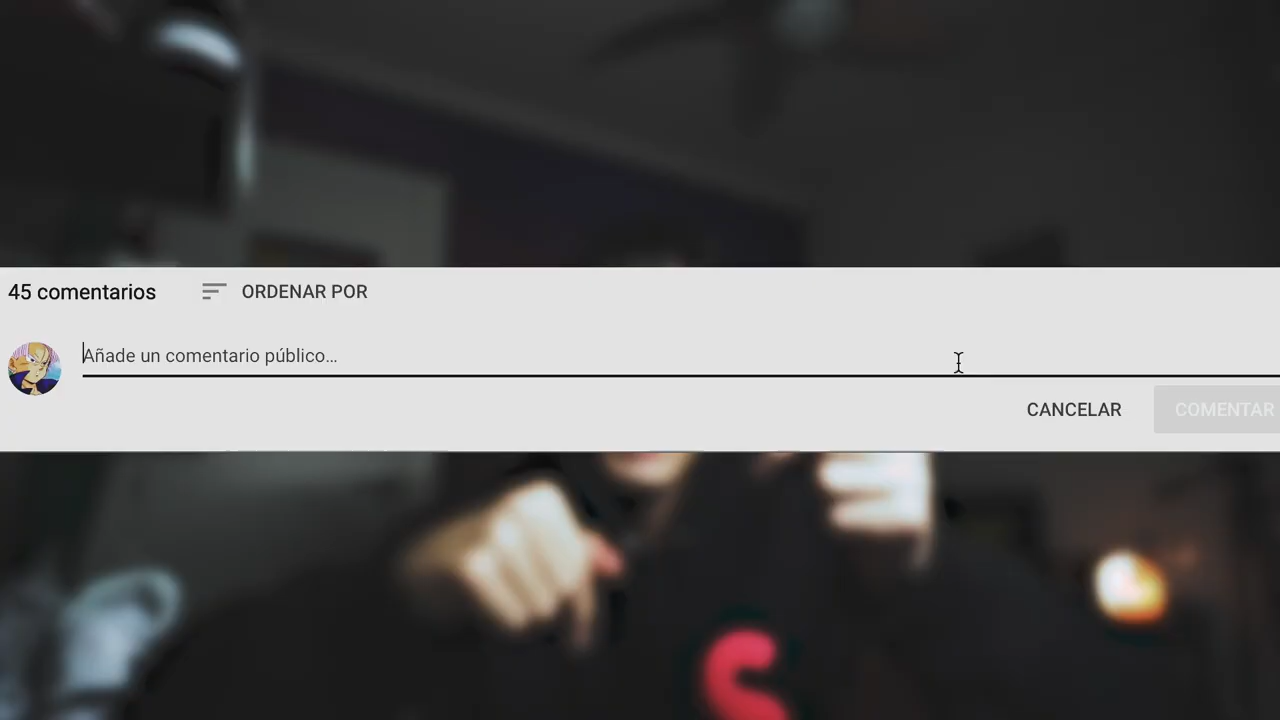 45 comentarios
ORDENAR POR
Añade un comentario público...
CANCELAR
COMENTAR
S